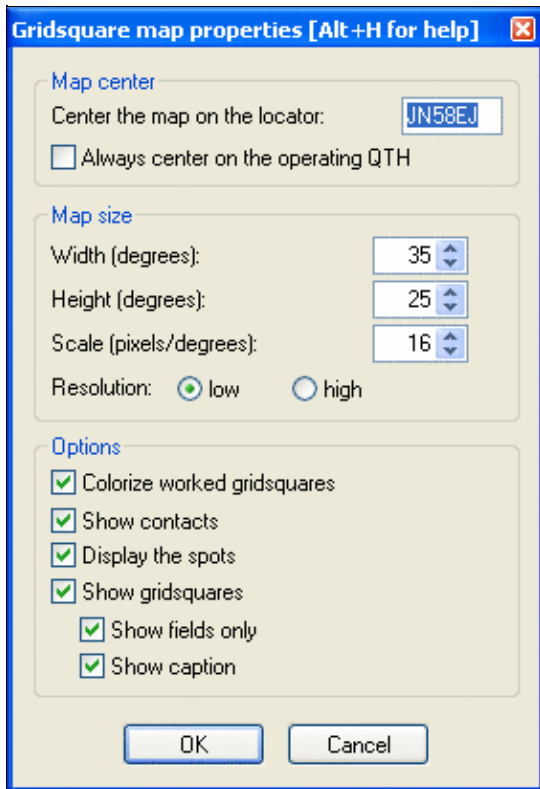 Gridsquare map properties [Alt+H for help]
Map center
Center the map on the locator: JN58EJ
Always center on the operating QTH
Map size
Width (degrees): 35
Height (degrees): 25
Scale (pixels/degrees): 16
Resolution: low high
Options
Colorize worked gridsquares
Show contacts
Display the spots
Show gridsquares
Show fields only
Show caption
OK Cancel